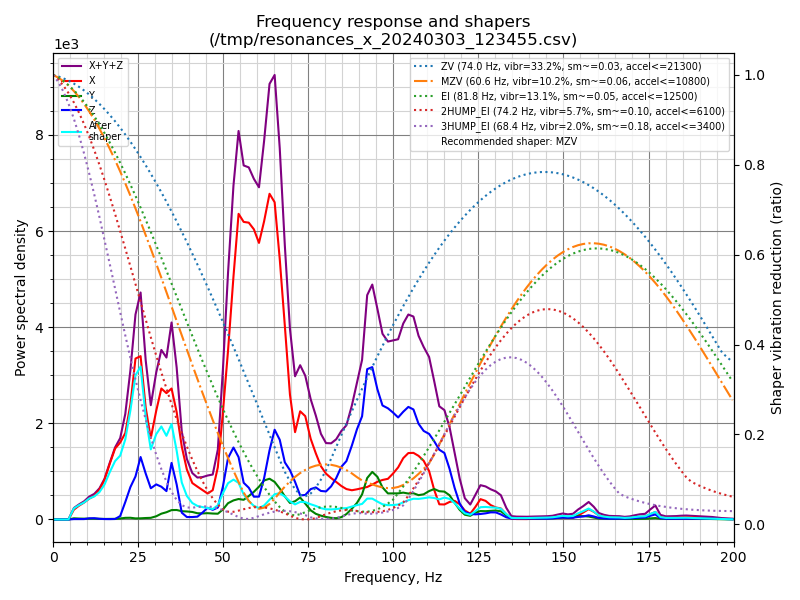 Frequency response and shapers
(/tmp/resonances_x_20240303_123455.csv)
1e3
X+Y+Z
X
Y
Z
After
shaper
ZV (74.0 Hz, vibr=33.2%, sm~=0.03, accel<=21300)
MZV (60.6 Hz, vibr=10.2%, sm~=0.06, accel<=10800)
EI (81.8 Hz, vibr=13.1%, sm~=0.05, accel<=12500)
2HUMP_EI (74.2 Hz, vibr=5.7%, sm~=0.10, accel<=6100)
3HUMP_EI (68.4 Hz, vibr=2.0%, sm~=0.18, accel<=3400)
Recommended shaper: MZV
Power spectral density
8
6
4
2
0
1.0
0.8
0.6
0.4
0.2
0.0
Shaper vibration reduction (ratio)
0 25 50 75 100 125 150 175 200
Frequency, Hz